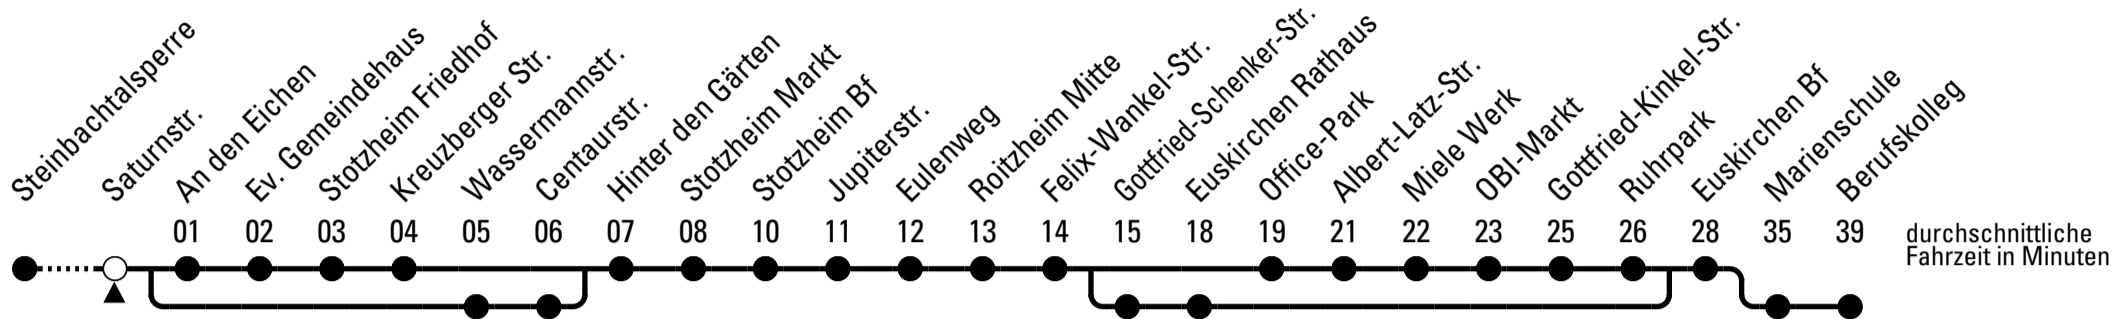 Steinbachtalsperre
Saturnstr.
An den Eichen
Ev. Gemeindehaus
Stotzheim Friedhof
Kreuzberger Str.
Wassermannstr.
Centaurstr.
Hinter den Gärten
Stotzheim Markt
Stotzheim Bf
Jupiterstr.
Eulenweg
Roitzheim Mitte
Felix-Wankel-Str.
Gottfried-Schenker-Str.
Euskirchen Rathaus
Office-Park
Albert-Latz-Str.
Miele Werk
OBI-Markt
Gottfried-Kinkel-Str.
Ruhrpark
Euskirchen Bf
Marienschule
Berufskolleg
01 02 03 04 05 06 07 08 10 11 12 13 14 15 18 19 21 22 23 25 26 28 35 39
durchschnittliche
Fahrzeit in Minuten